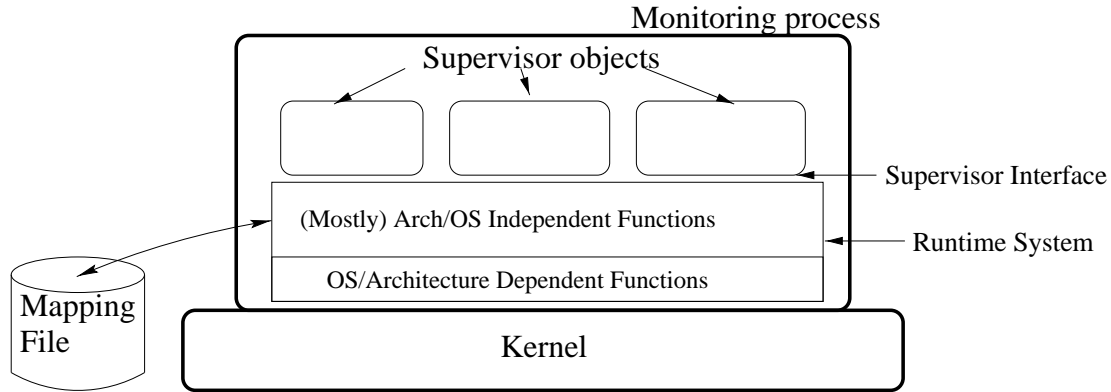 Monitoring process
Supervisor objects
Supervisor Interface
(Mostly) Arch/OS Independent Functions
Runtime System
OS/Architecture Dependent Functions
Mapping
File
Kernel